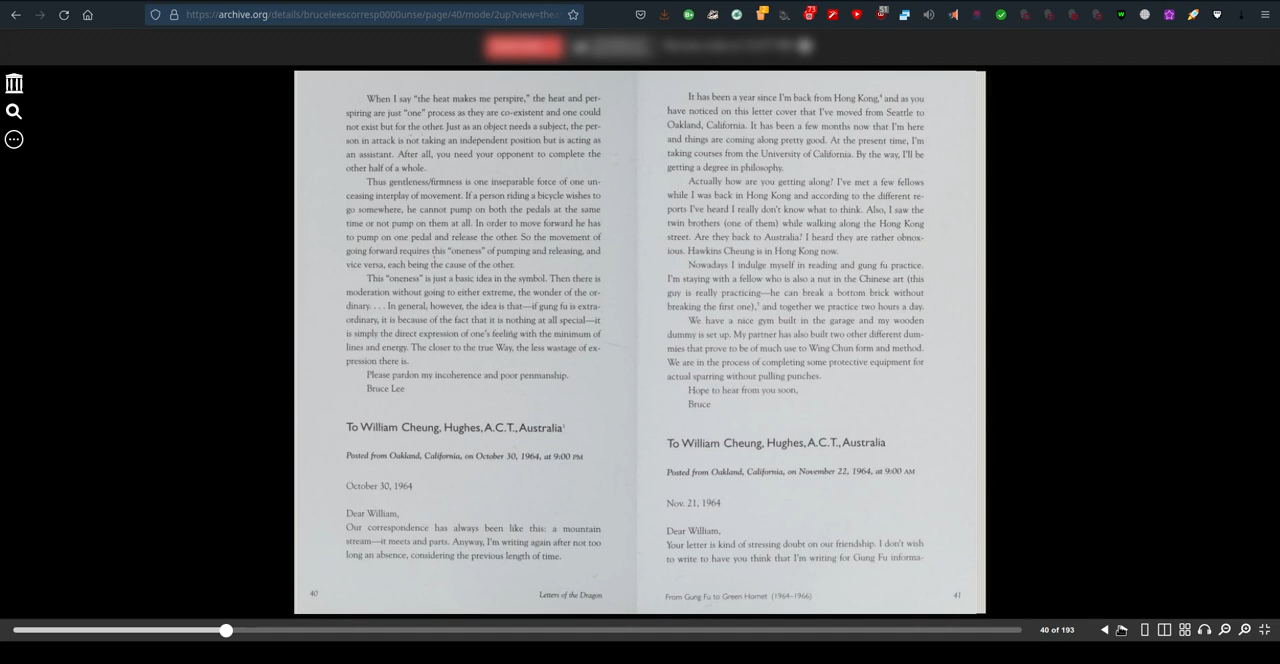 https://archive.org/details/bruceleescorresp0000unse/page/40/mode/2up?view=thea
When I say “the heat makes me perspire,” the heat and per-
spiring are just “one” process as they are co-existent and one could
not exist but for the other. Just as an object needs a subject, the per-
son in attack is not taking an independent position but is acting as
an assistant. After all, you need your opponent to complete the
other half of a whole.
Thus gentleness/firmness is one inseparable force of one un-
ceasing interplay of movement. If a person riding a bicycle wishes to
go somewhere, he cannot pump on both the pedals at the same
time or not pump on them at all. In order to move forward he has
to pump on one pedal and release the other. So the movement of
going forward requires this “oneness” of pumping and releasing, and
vice versa, each being the cause of the other.
This “oneness” is just a basic idea in the symbol. Then there is
moderation without going to either extreme, the wonder of the or-
dinary. . . . In general, however, the idea is that—if gung fu is extra-
ordinary, it is because of the fact that it is nothing at all special—it
is simply the direct expression of one’s feeling with the minimum of
lines and energy. The closer to the true Way, the less wastage of ex-
pression there is.
Please pardon my incoherence and poor penmanship.
Bruce Lee
To William Cheung, Hughes, A.C.T., Australia³
Posted from Oakland, California, on October 30, 1964, at 9:00 PM
October 30, 1964
Dear William,
Our correspondence has always been like this: a mountain
stream—it meets and parts. Anyway, I’m writing again after not too
long an absence, considering the previous length of time.
40
Letters of the Dragon
It has been a year since I’m back from Hong Kong,⁴ and as you
have noticed on this letter cover that I’ve moved from Seattle to
Oakland, California. It has been a few months now that I’m here
and things are coming along pretty good. At the present time, I’m
taking courses from the University of California. By the way, I’ll be
getting a degree in philosophy.
Actually how are you getting along? I’ve met a few fellows
while I was back in Hong Kong and according to the different re-
ports I’ve heard I really don’t know what to think. Also, I saw the
twin brothers (one of them) while walking along the Hong Kong
street. Are they back to Australia? I heard they are rather obnox-
ious. Hawkins Cheung is in Hong Kong now.
Nowadays I indulge myself in reading and gung fu practice.
I’m staying with a fellow who is also a nut in the Chinese art (this
guy is really practicing—he can break a bottom brick without
breaking the first one),⁵ and together we practice two hours a day.
We have a nice gym built in the garage and my wooden
dummy is set up. My partner has also built two other different dum-
mies that prove to be of much use to Wing Chun form and method.
We are in the process of completing some protective equipment for
actual sparring without pulling punches.
Hope to hear from you soon,
Bruce
To William Cheung, Hughes, A.C.T., Australia
Posted from Oakland, California, on November 22, 1964, at 9:00 AM
Nov. 21, 1964
Dear William,
Your letter is kind of stressing doubt on our friendship. I don’t wish
to write to have you think that I’m writing for Gung Fu informa-
From Gung Fu to Green Hornet (1964–1966)
41
40 of 193